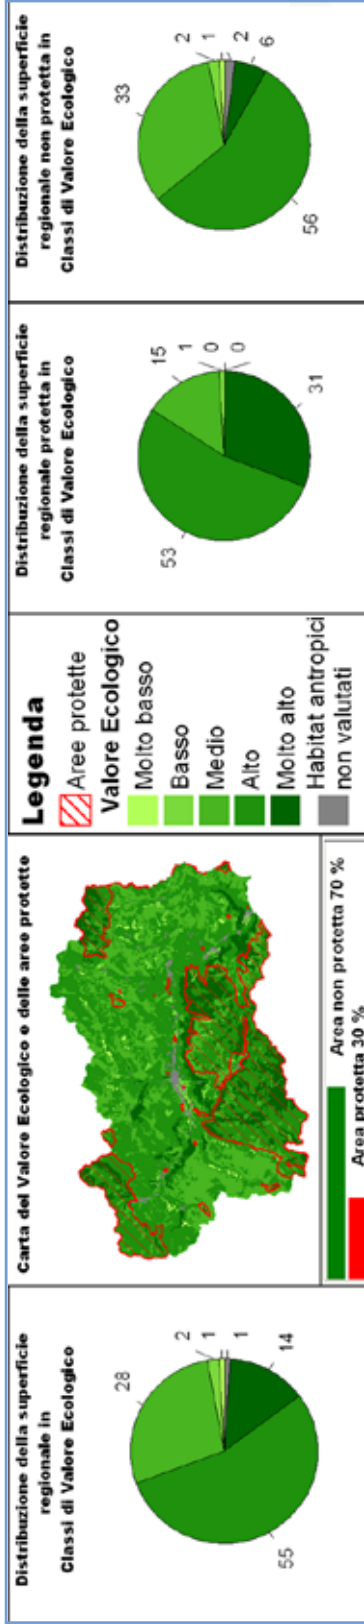 Distribuzione della superficie
regionale in
Classi di Valore Ecologico
28
2
1
1
14
55
Carta del Valore Ecologico e delle aree protette
Area non protetta 70 %
Area protetta 30 %
Legenda
Aree protette
Valore Ecologico
Molto basso
Basso
Medio
Alto
Molto alto
Habitat antropici
non valutati
Distribuzione della superficie
regionale protetta in
Classi di Valore Ecologico
53
15
1
0
0
31
Distribuzione della superficie
regionale non protetta in
Classi di Valore Ecologico
33
2
1
2
6
56